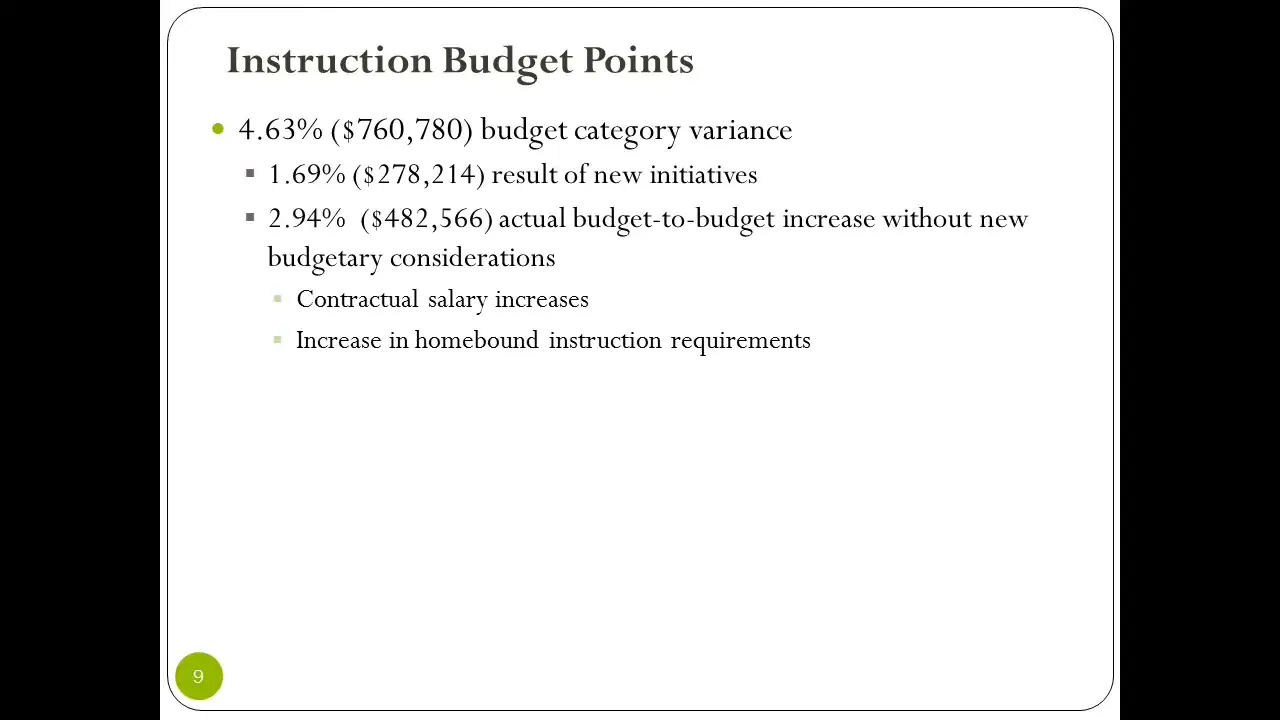 Instruction Budget Points
4.63% ($760,780) budget category variance
1.69% ($278,214) result of new initiatives
2.94% ($482,566) actual budget-to-budget increase without new
budgetary considerations
Contractual salary increases
Increase in homebound instruction requirements
9